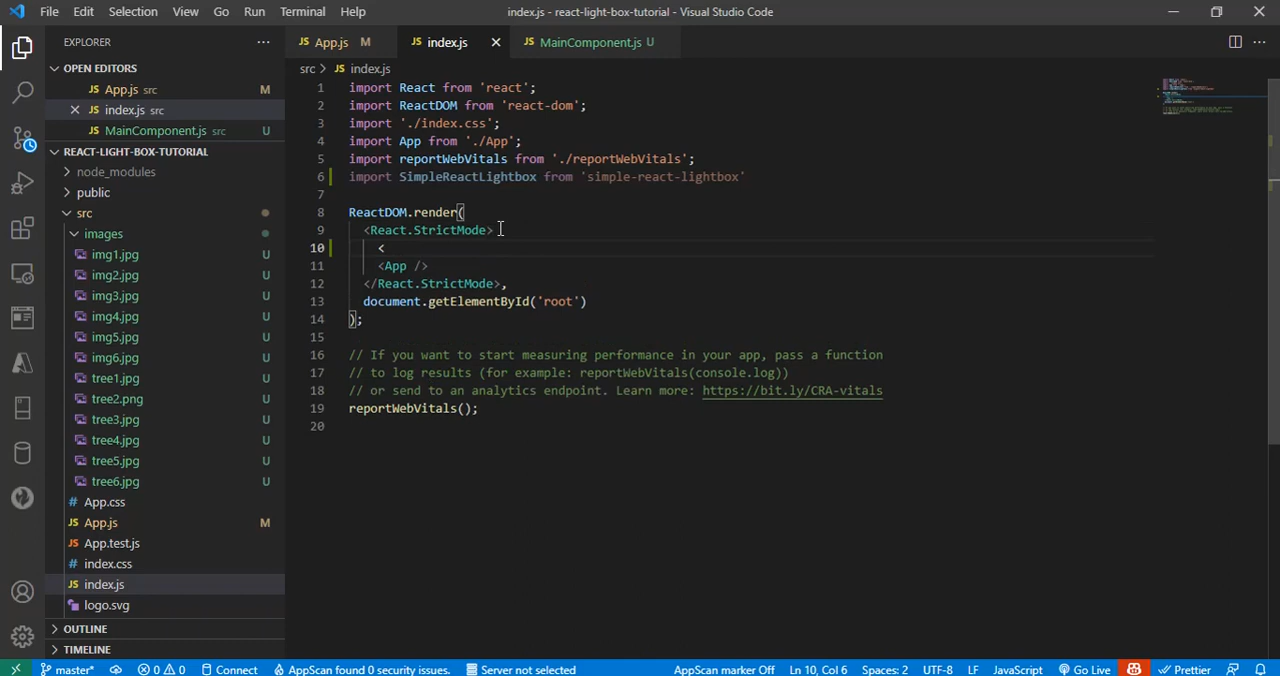 File Edit Selection View Go Run Terminal Help index.js - react-light-box-tutorial - Visual Studio Code
EXPLORER
OPEN EDITORS
JS App.js src M
JS index.js src
JS MainComponent.js src U
REACT-LIGHT-BOX-TUTORIAL
node_modules
public
src
images
img1.jpg U
img2.jpg U
img3.jpg U
img4.jpg U
img5.jpg U
img6.jpg U
tree1.jpg U
tree2.png U
tree3.jpg U
tree4.jpg U
tree5.jpg U
tree6.jpg U
# App.css
JS App.js M
JS App.test.js
# index.css
JS index.js
logo.svg
OUTLINE
TIMELINE
JS App.js M JS index.js JS MainComponent.js U
src > JS index.js
1 import React from 'react';
2 import ReactDOM from 'react-dom';
3 import './index.css';
4 import App from './App';
5 import reportWebVitals from './reportWebVitals';
6 import SimpleReactLightbox from 'simple-react-lightbox'
7
8 ReactDOM.render(
9 <React.StrictMode>
10 <
11 <App />
12 </React.StrictMode>,
13 document.getElementById('root')
14 );
15
16 // If you want to start measuring performance in your app, pass a function
17 // to log results (for example: reportWebVitals(console.log))
18 // or send to an analytics endpoint. Learn more: https://bit.ly/CRA-vitals
19 reportWebVitals();
20
master* 0 0 Connect AppScan found 0 security issues. Server not selected AppScan marker Off Ln 10, Col 6 Spaces: 2 UTF-8 LF JavaScript Go Live Prettier